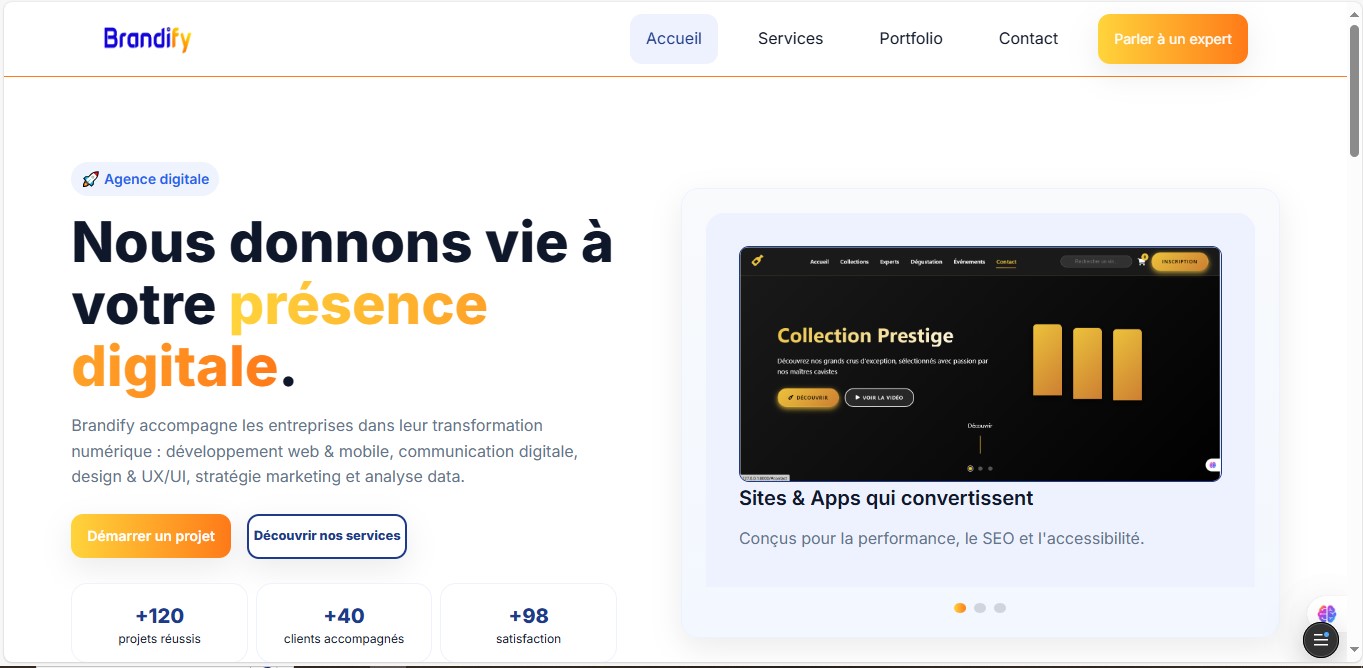 Brandify
Accueil
Services
Portfolio
Contact
Parler à un expert
🚀 Agence digitale
Nous donnons vie à
votre présence
digitale.
Brandify accompagne les entreprises dans leur transformation
numérique : développement web & mobile, communication digitale,
design & UX/UI, stratégie marketing et analyse data.
Démarrer un projet
Découvrir nos services
+120
projets réussis
+40
clients accompagnés
+98
satisfaction
Accueil
Collections
Experts
Dégustation
Événements
Contact
INSCRIPTION
Collection Prestige
Découvrez nos grands crus d'exception, sélectionnés avec passion par
nos maîtres cavistes
DÉCOUVRIR
VOIR LA VIDÉO
Découvrir
Sites & Apps qui convertissent
Conçus pour la performance, le SEO et l'accessibilité.